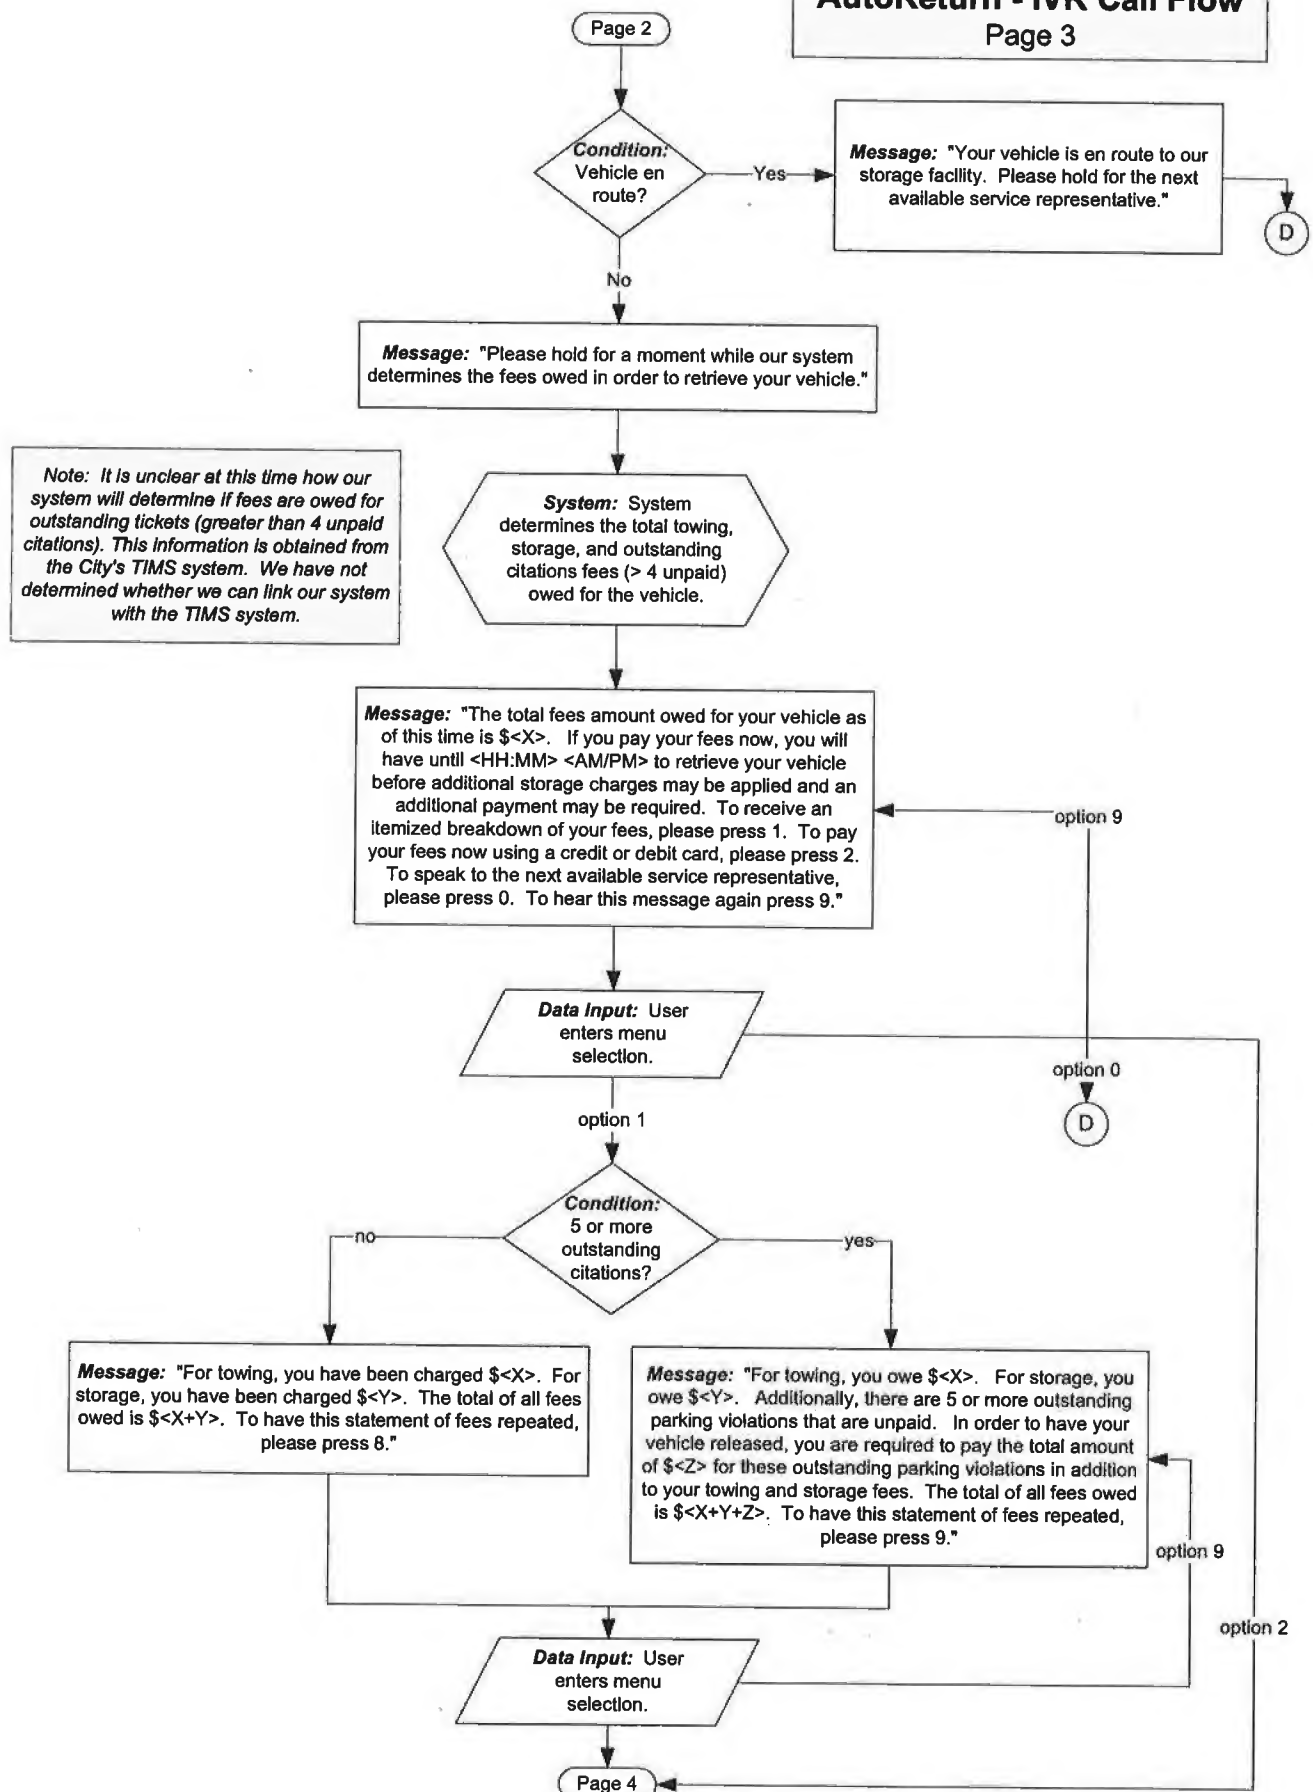 AutoReturn - IVR Call Flow
Page 3
Page 2
Condition:
Vehicle en
route?
Yes
Message: "Your vehicle is en route to our
storage facility. Please hold for the next
available service representative."
D
No
Message: "Please hold for a moment while our system
determines the fees owed in order to retrieve your vehicle."
Note: It is unclear at this time how our
system will determine if fees are owed for
outstanding tickets (greater than 4 unpaid
citations). This information is obtained from
the City's TIMS system. We have not
determined whether we can link our system
with the TIMS system.
System: System
determines the total towing,
storage, and outstanding
citations fees (> 4 unpaid)
owed for the vehicle.
Message: "The total fees amount owed for your vehicle as
of this time is $<X>. If you pay your fees now, you will
have until <HH:MM> <AM/PM> to retrieve your vehicle
before additional storage charges may be applied and an
additional payment may be required. To receive an
itemized breakdown of your fees, please press 1. To pay
your fees now using a credit or debit card, please press 2.
To speak to the next available service representative,
please press 0. To hear this message again press 9."
option 9
Data Input: User
enters menu
selection.
option 0
D
option 1
Condition:
5 or more
outstanding
citations?
no
yes
Message: "For towing, you have been charged $<X>. For
storage, you have been charged $<Y>. The total of all fees
owed is $<X+Y>. To have this statement of fees repeated,
please press 8."
Message: "For towing, you owe $<X>. For storage, you
owe $<Y>. Additionally, there are 5 or more outstanding
parking violations that are unpaid. In order to have your
vehicle released, you are required to pay the total amount
of $<Z> for these outstanding parking violations in addition
to your towing and storage fees. The total of all fees owed
is $<X+Y+Z>. To have this statement of fees repeated,
please press 9."
option 9
option 2
Data Input: User
enters menu
selection.
Page 4